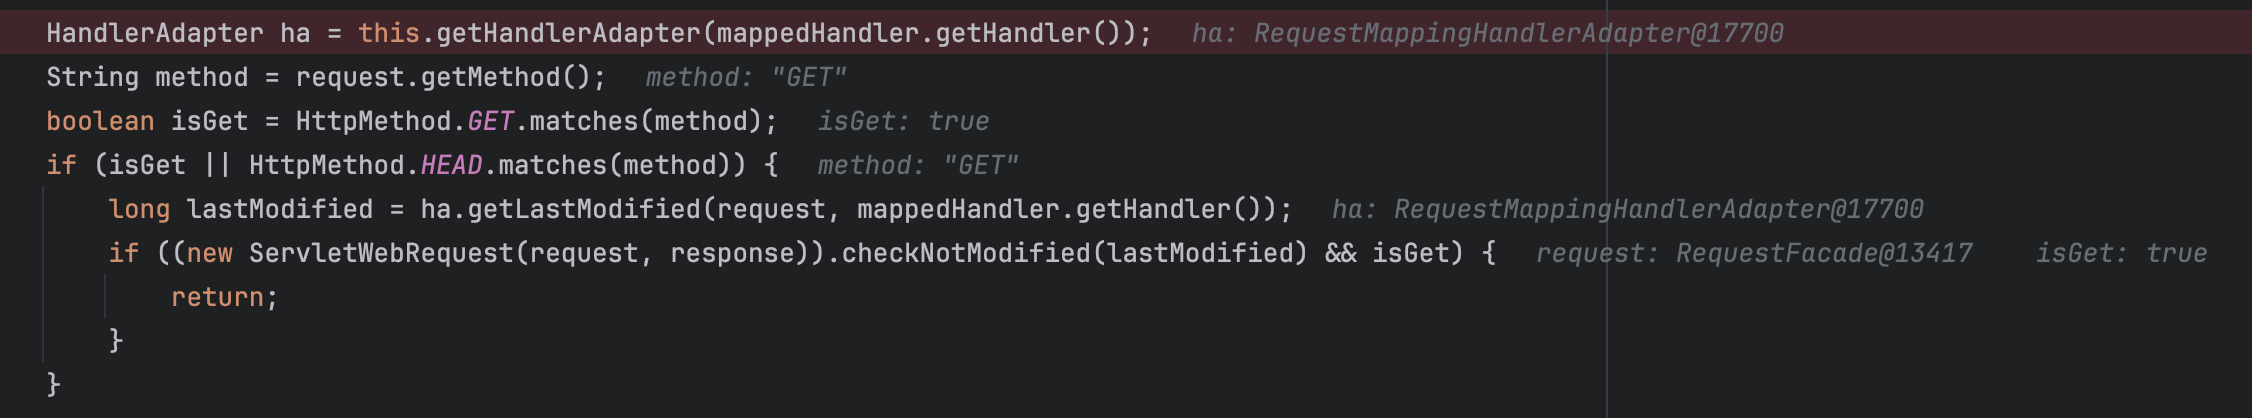 HandlerAdapter ha = this.getHandlerAdapter(mappedHandler.getHandler()); ha: RequestMappingHandlerAdapter@17700
String method = request.getMethod(); method: "GET"
boolean isGet = HttpMethod.GET.matches(method); isGet: true
if (isGet || HttpMethod.HEAD.matches(method)) { method: "GET"
long lastModified = ha.getLastModified(request, mappedHandler.getHandler()); ha: RequestMappingHandlerAdapter@17700
if ((new ServletWebRequest(request, response)).checkNotModified(lastModified) && isGet) { request: RequestFacade@13417 isGet: true
return;
}
}